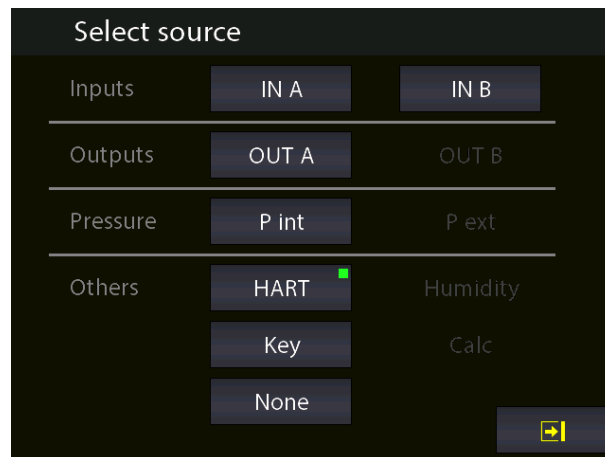 Select source
Inputs IN A IN B
Outputs OUT A OUT B
Pressure P int P ext
Others HART Humidity
Key Calc
None